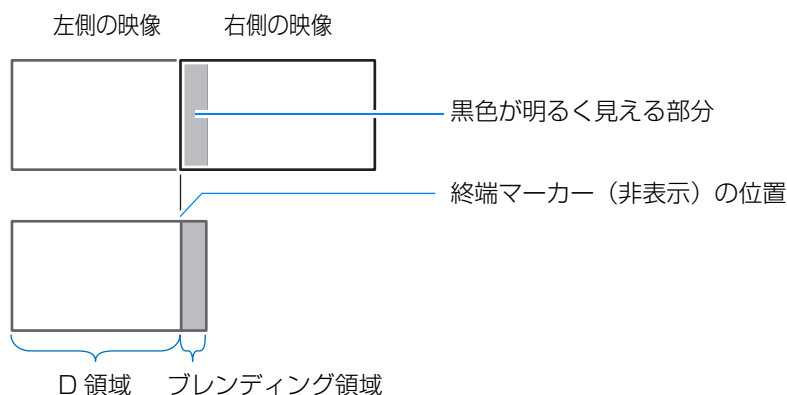 左側の映像
右側の映像
黒色が明るく見える部分
終端マーカー（非表示）の位置
D 領域
ブレンディング領域